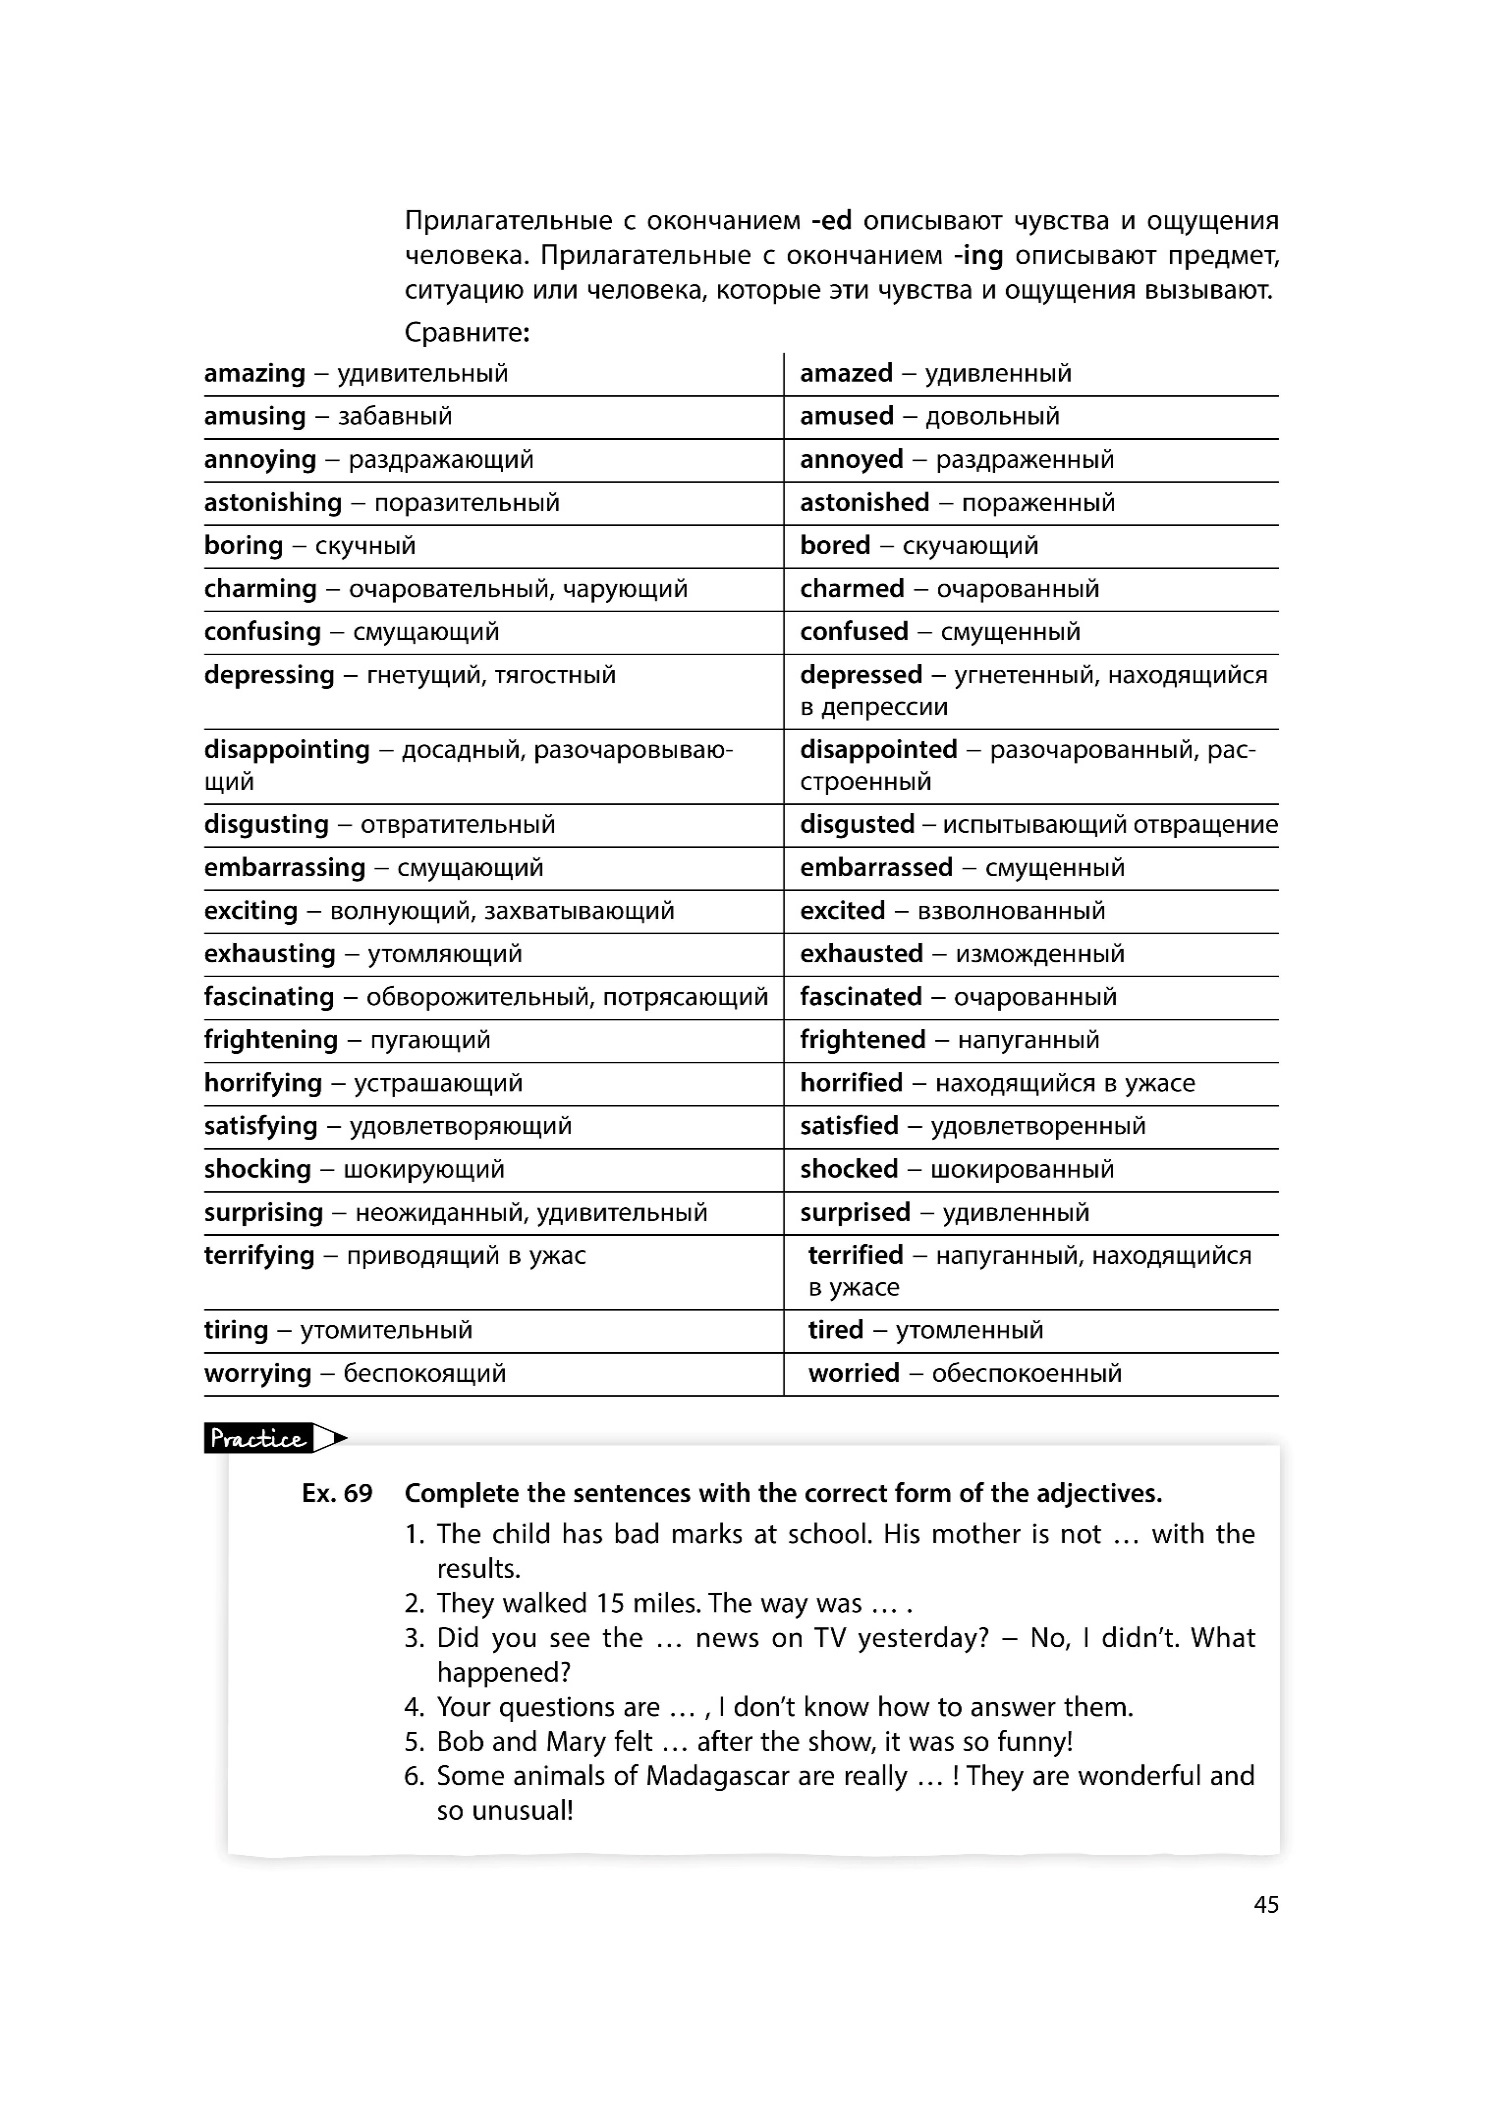 Прилагательные с окончанием -ed описывают чувства и ощущения
человека. Прилагательные с окончанием -ing описывают предмет,
ситуацию или человека, которые эти чувства и ощущения вызывают.
Сравните:
amazing – удивительный
amazed – удивленный
amusing – забавный
amused – довольный
annoying – раздражающий
annoyed – раздраженный
astonishing – поразительный
astonished – пораженный
boring – скучный
bored – скучающий
charming – очаровательный, чарующий
charmed – очарованный
confusing – смущающий
confused – смущенный
depressing – гнетущий, тягостный
depressed – угнетенный, находящийся
в депрессии
disappointing – досадный, разочаровываю-
щий
disappointed – разочарованный, рас-
строенный
disgusting – отвратительный
disgusted – испытывающий отвращение
embarrassing – смущающий
embarrassed – смущенный
exciting – волнующий, захватывающий
excited – взволнованный
exhausting – утомляющий
exhausted – изможденный
fascinating – обворожительный, потрясающий
fascinated – очарованный
frightening – пугающий
frightened – напуганный
horrifying – устрашающий
horrified – находящийся в ужасе
satisfying – удовлетворяющий
satisfied – удовлетворенный
shocking – шокирующий
shocked – шокированный
surprising – неожиданный, удивительный
surprised – удивленный
terrifying – приводящий в ужас
terrified – напуганный, находящийся
в ужасе
tiring – утомительный
tired – утомленный
worrying – беспокоящий
worried – обеспокоенный
Practice
Ex. 69 Complete the sentences with the correct form of the adjectives.
1. The child has bad marks at school. His mother is not … with the
results.
2. They walked 15 miles. The way was … .
3. Did you see the … news on TV yesterday? – No, I didn't. What
happened?
4. Your questions are … , I don't know how to answer them.
5. Bob and Mary felt … after the show, it was so funny!
6. Some animals of Madagascar are really … ! They are wonderful and
so unusual!
45